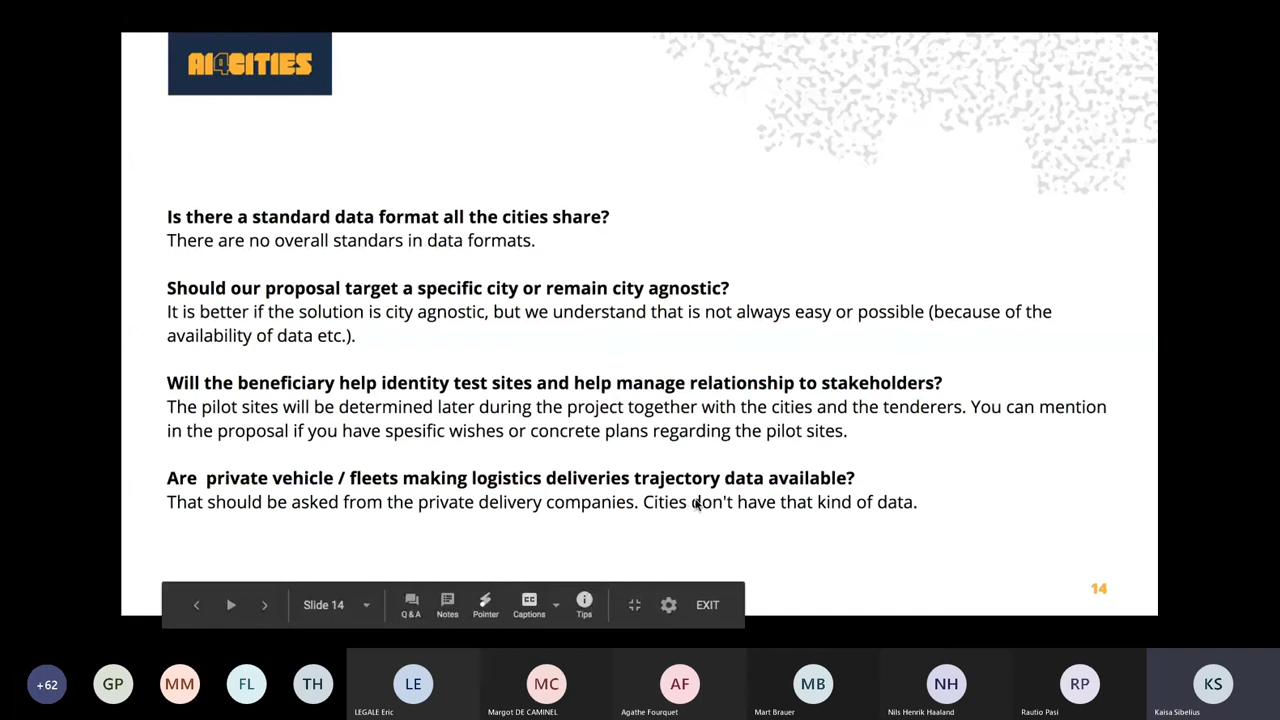 AI4CITIES
Is there a standard data format all the cities share?
There are no overall standars in data formats.
Should our proposal target a specific city or remain city agnostic?
It is better if the solution is city agnostic, but we understand that is not always easy or possible (because of the
availability of data etc.).
Will the beneficiary help identity test sites and help manage relationship to stakeholders?
The pilot sites will be determined later during the project together with the cities and the tenderers. You can mention
in the proposal if you have spesific wishes or concrete plans regarding the pilot sites.
Are private vehicle / fleets making logistics deliveries trajectory data available?
That should be asked from the private delivery companies. Cities don't have that kind of data.
14
Slide 14
Q & A
Notes
Pointer
Captions
Tips
EXIT
+62
GP
MM
FL
TH
LE
MC
AF
MB
NH
RP
KS
LEGALE Eric
Margot DE CAMINEL
Agathe Fourquet
Mart Brauer
Nils Henrik Haaland
Rautio Pasi
Kaisa Sibelius